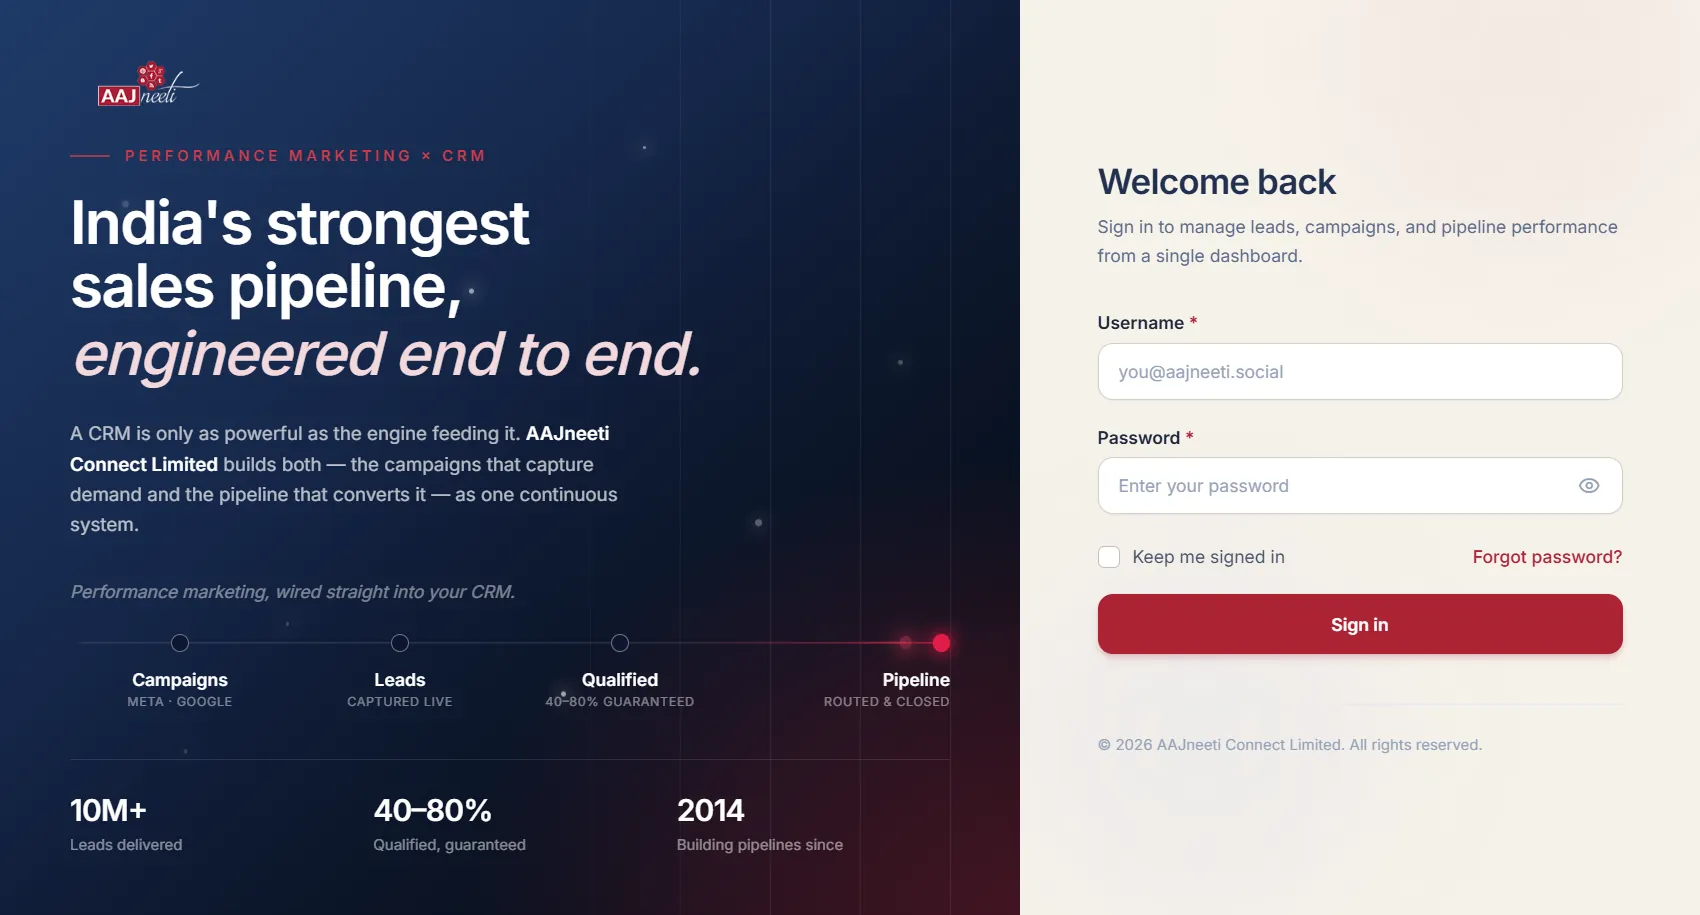 AAJneeti
PERFORMANCE MARKETING × CRM
India's strongest
sales pipeline,
engineered end to end.
A CRM is only as powerful as the engine feeding it. AAJneeti
Connect Limited builds both — the campaigns that capture
demand and the pipeline that converts it — as one continuous
system.
Performance marketing, wired straight into your CRM.
Campaigns
META · GOOGLE
Leads
CAPTURED LIVE
Qualified
40–80% GUARANTEED
Pipeline
ROUTED & CLOSED
10M+
Leads delivered
40–80%
Qualified, guaranteed
2014
Building pipelines since
Welcome back
Sign in to manage leads, campaigns, and pipeline performance
from a single dashboard.
Username *
you@aajneeti.social
Password *
Enter your password
Keep me signed in
Forgot password?
Sign in
© 2026 AAJneeti Connect Limited. All rights reserved.